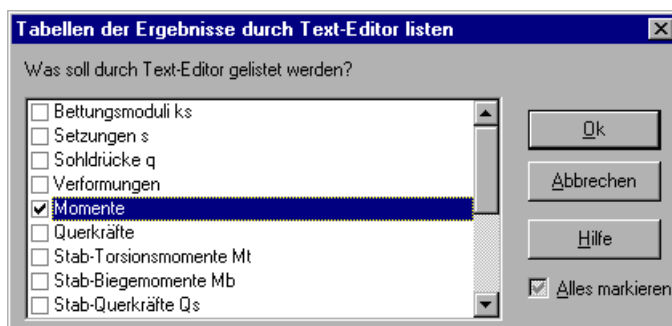 Tabellen der Ergebnisse durch Text-Editor listen
Was soll durch Text-Editor gelistet werden?
Bettungsmoduli ks
Setzungen s
Sohldrücke q
Verformungen
Momente
Querkräfte
Stab-Torsionsmomente Mt
Stab-Biegemomente Mb
Stab-Querkräfte Qs
Ok
Abbrechen
Hilfe
Alles markieren